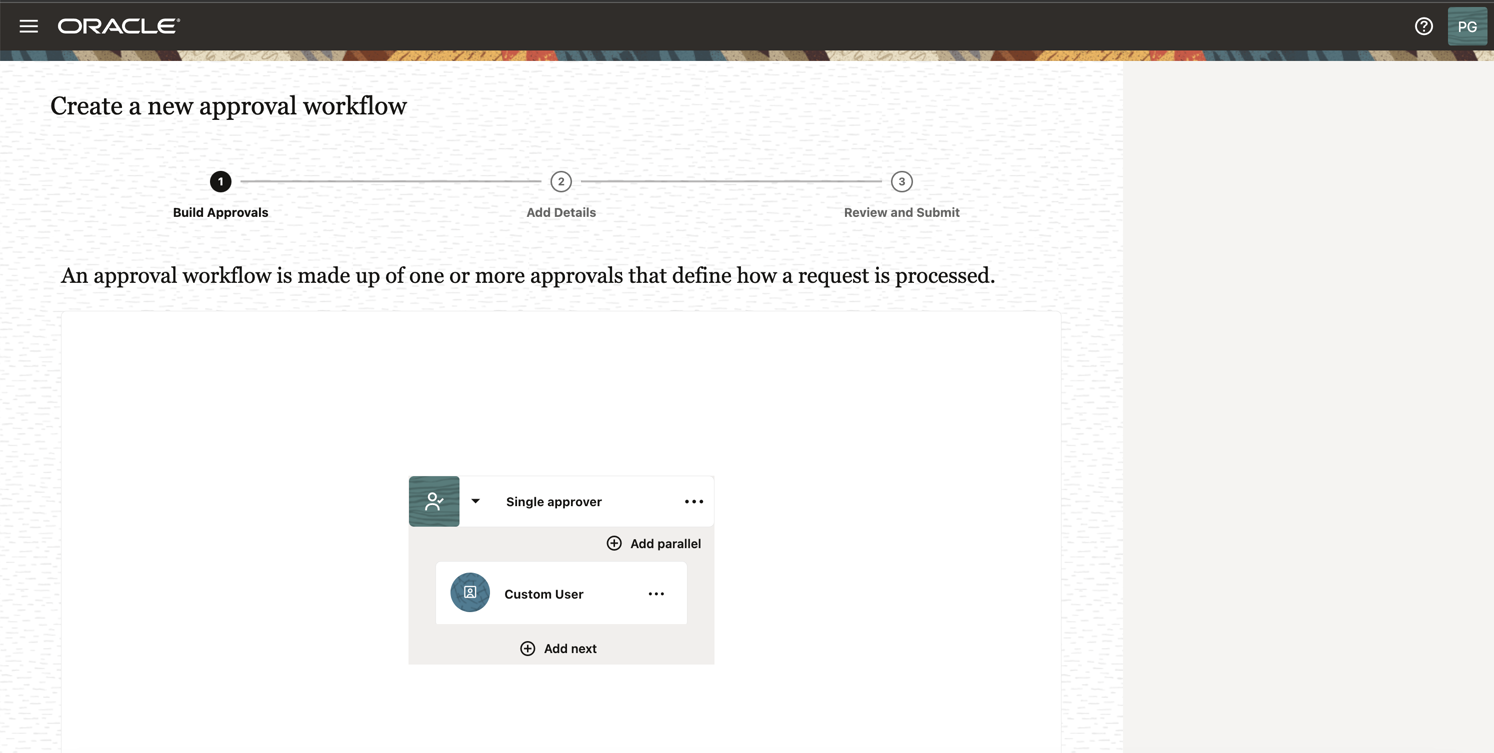 ORACLE
PG
Create a new approval workflow
1
2
3
Build Approvals
Add Details
Review and Submit
An approval workflow is made up of one or more approvals that define how a request is processed.
Single approver
Add parallel
Custom User
Add next